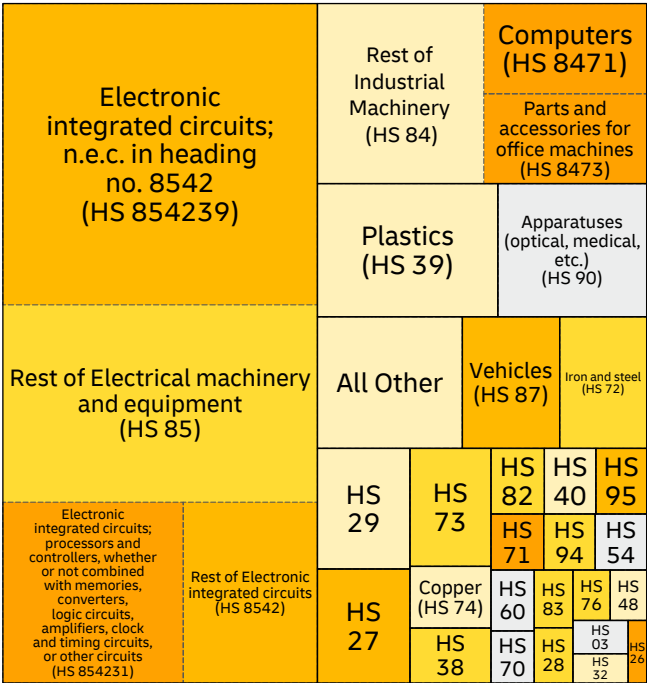 Electronic
integrated circuits;
n.e.c. in heading
no. 8542
(HS 854239)
Rest of Electrical machinery
and equipment
(HS 85)
Electronic
integrated circuits;
processors and
controllers, whether
or not combined
with memories,
converters,
logic circuits,
amplifiers, clock
and timing circuits,
or other circuits
(HS 854231)
Rest of Electronic
integrated circuits
(HS 8542)
Rest of
Industrial
Machinery
(HS 84)
Computers
(HS 8471)
Parts and
accessories for
office machines
(HS 8473)
Plastics
(HS 39)
Apparatuses
(optical, medical,
etc.)
(HS 90)
All Other
Vehicles
(HS 87)
Iron and steel
(HS 72)
HS
29
HS
27
HS
73
Copper
(HS 74)
HS
38
HS
82
HS
40
HS
95
HS
71
HS
94
HS
54
HS
60
HS
70
HS
83
HS
28
HS
76
HS
48
HS
03
HS
32
HS
26